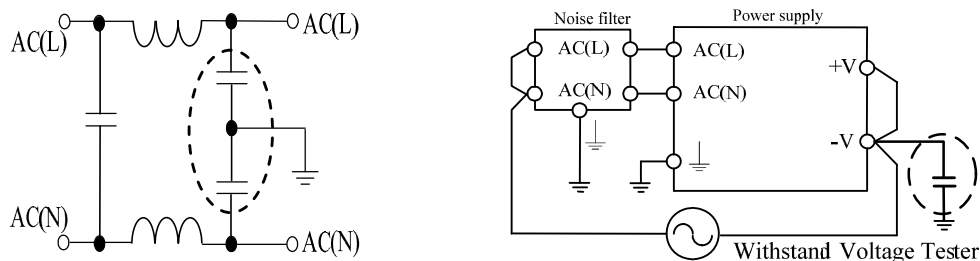 AC(L)
AC(L)
AC(N)
AC(N)
Noise filter
Power supply
AC(L)
AC(L)
AC(N)
AC(N)
+V
-V
Withstand Voltage Tester